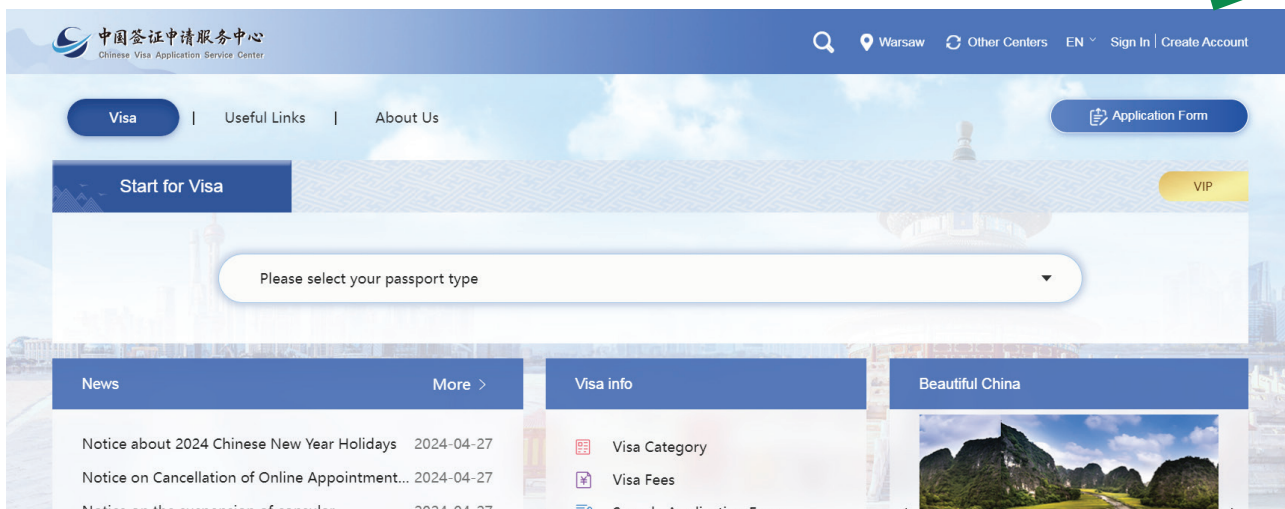 中国签证申请服务中心
Chinese Visa Application Service Center
Warsaw Other Centers EN Sign In | Create Account
Visa | Useful Links | About Us
Application Form
Start for Visa
VIP
Please select your passport type
News More >
Visa info
Beautiful China
Notice about 2024 Chinese New Year Holidays 2024-04-27
Notice on Cancellation of Online Appointment... 2024-04-27
Visa Category
Visa Fees